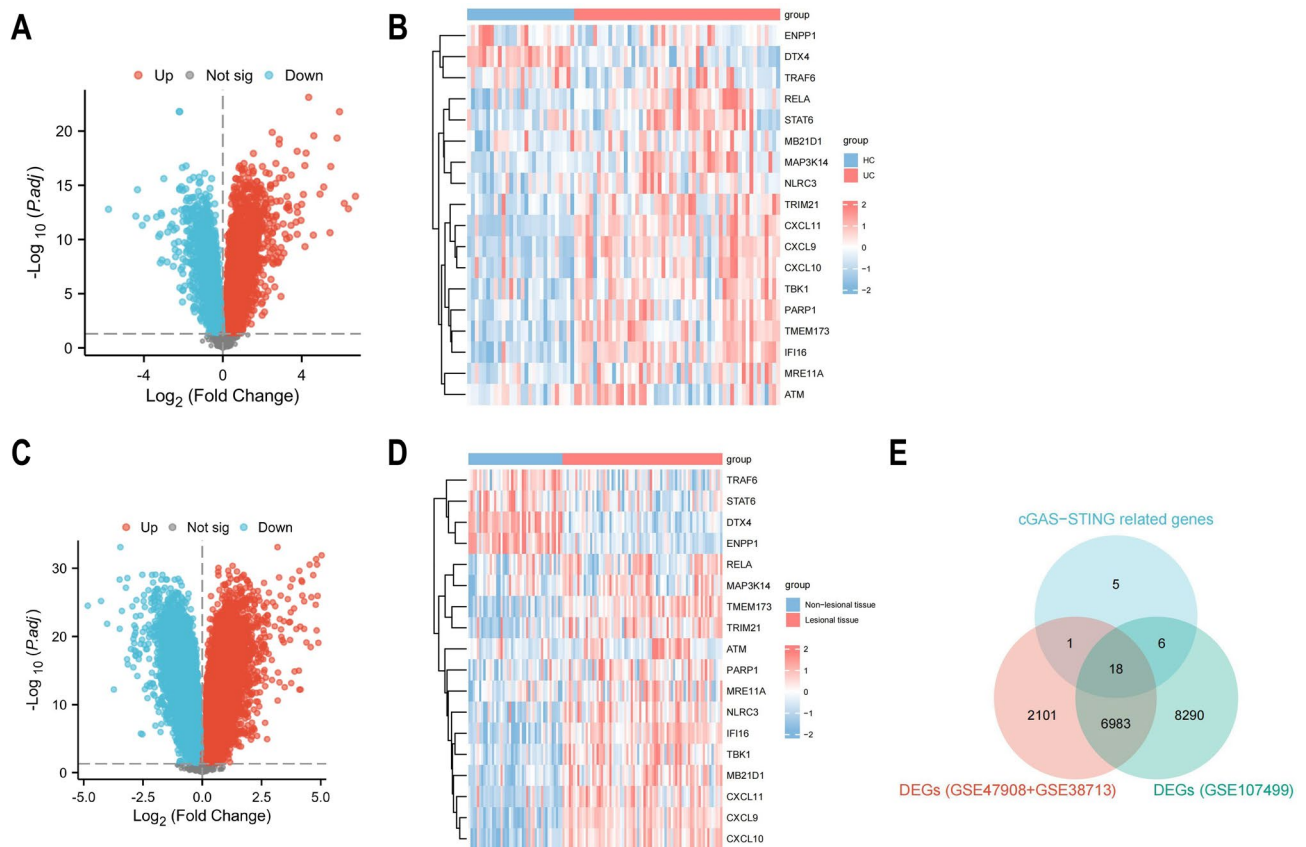 A
Up Not sig Down
-Log 10 (P.adj)
20
15
10
5
0
-4 0 4
Log2 (Fold Change)
B
group
ENPP1
DTX4
TRAF6
RELA
STAT6
MB21D1
MAP3K14
NLRC3
TRIM21
CXCL11
CXCL9
CXCL10
TBK1
PARP1
TMEM173
IFI16
MRE11A
ATM
group
HC
UC
2
1
0
−1
−2
C
Up Not sig Down
-Log 10 (P.adj)
30
20
10
0
-5.0 -2.5 0.0 2.5 5.0
Log2 (Fold Change)
D
group
TRAF6
STAT6
DTX4
ENPP1
RELA
MAP3K14
TMEM173
TRIM21
ATM
PARP1
MRE11A
NLRC3
IFI16
TBK1
MB21D1
CXCL11
CXCL9
CXCL10
group
Non−lesional tissue
Lesional tissue
2
1
0
−1
−2
E
cGAS−STING related genes
5
1 6
18
2101 6983 8290
DEGs (GSE47908+GSE38713) DEGs (GSE107499)